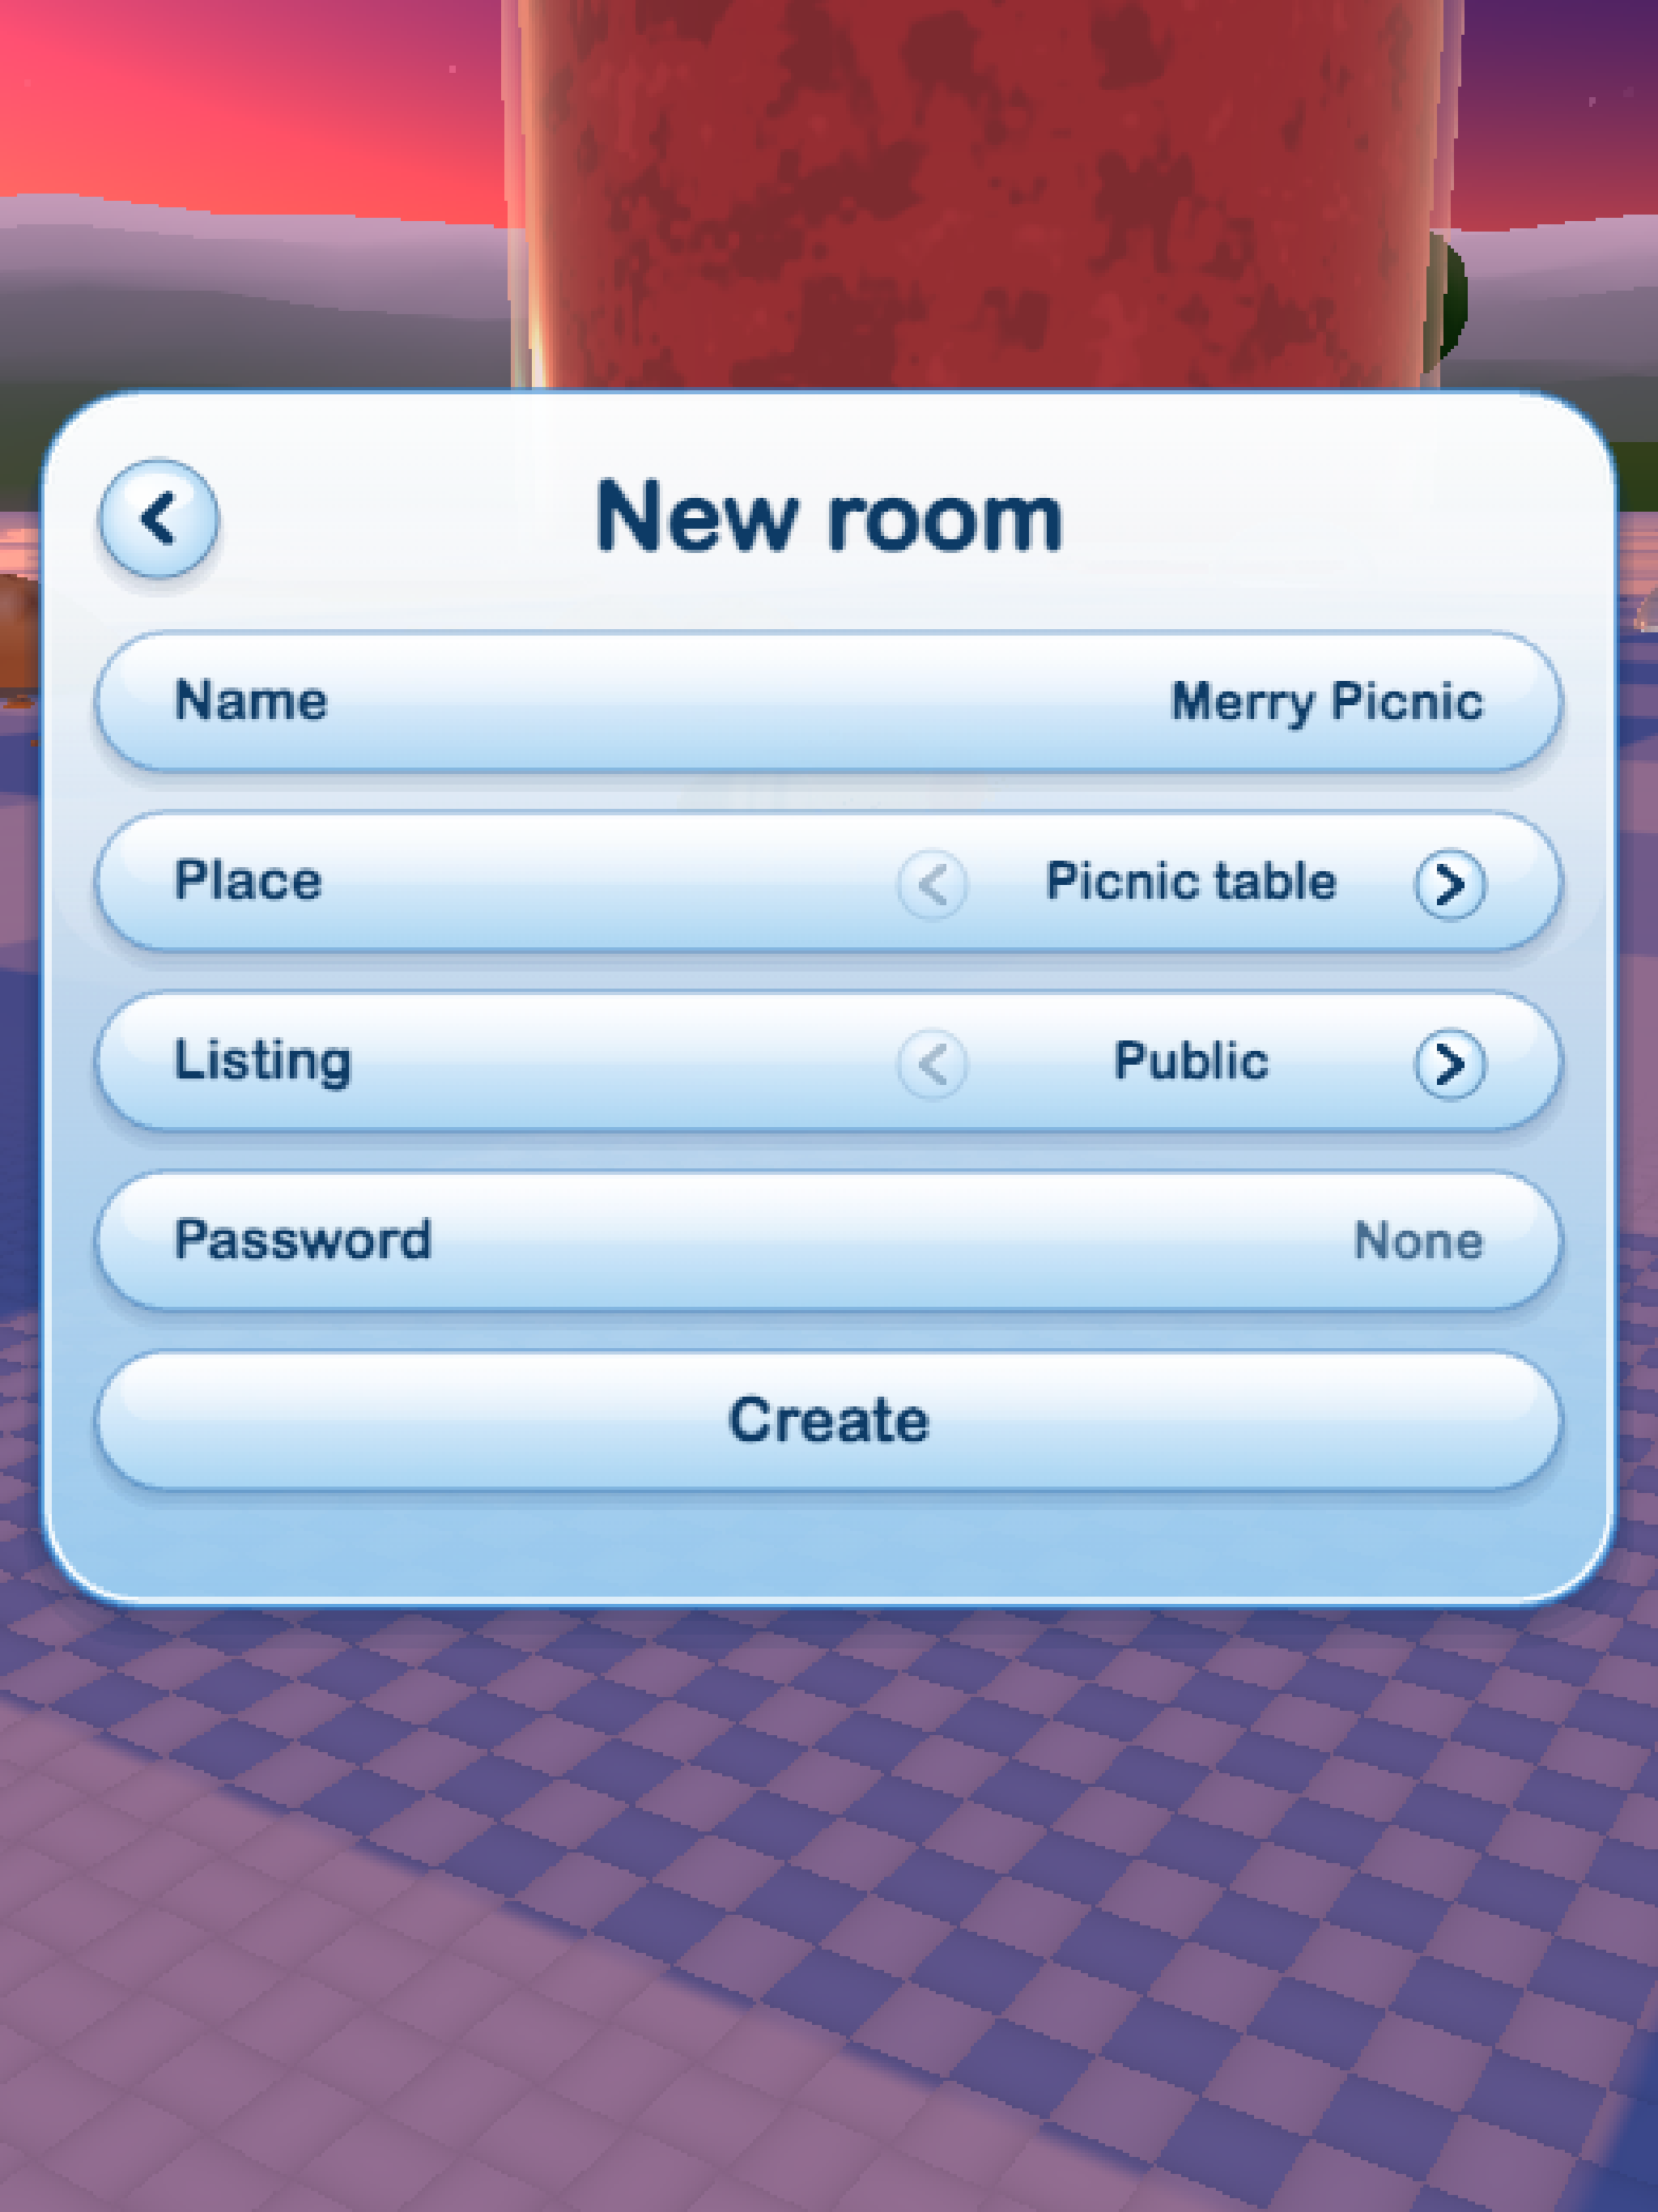 New room
Name Merry Picnic
Place Picnic table
Listing Public
Password None
Create